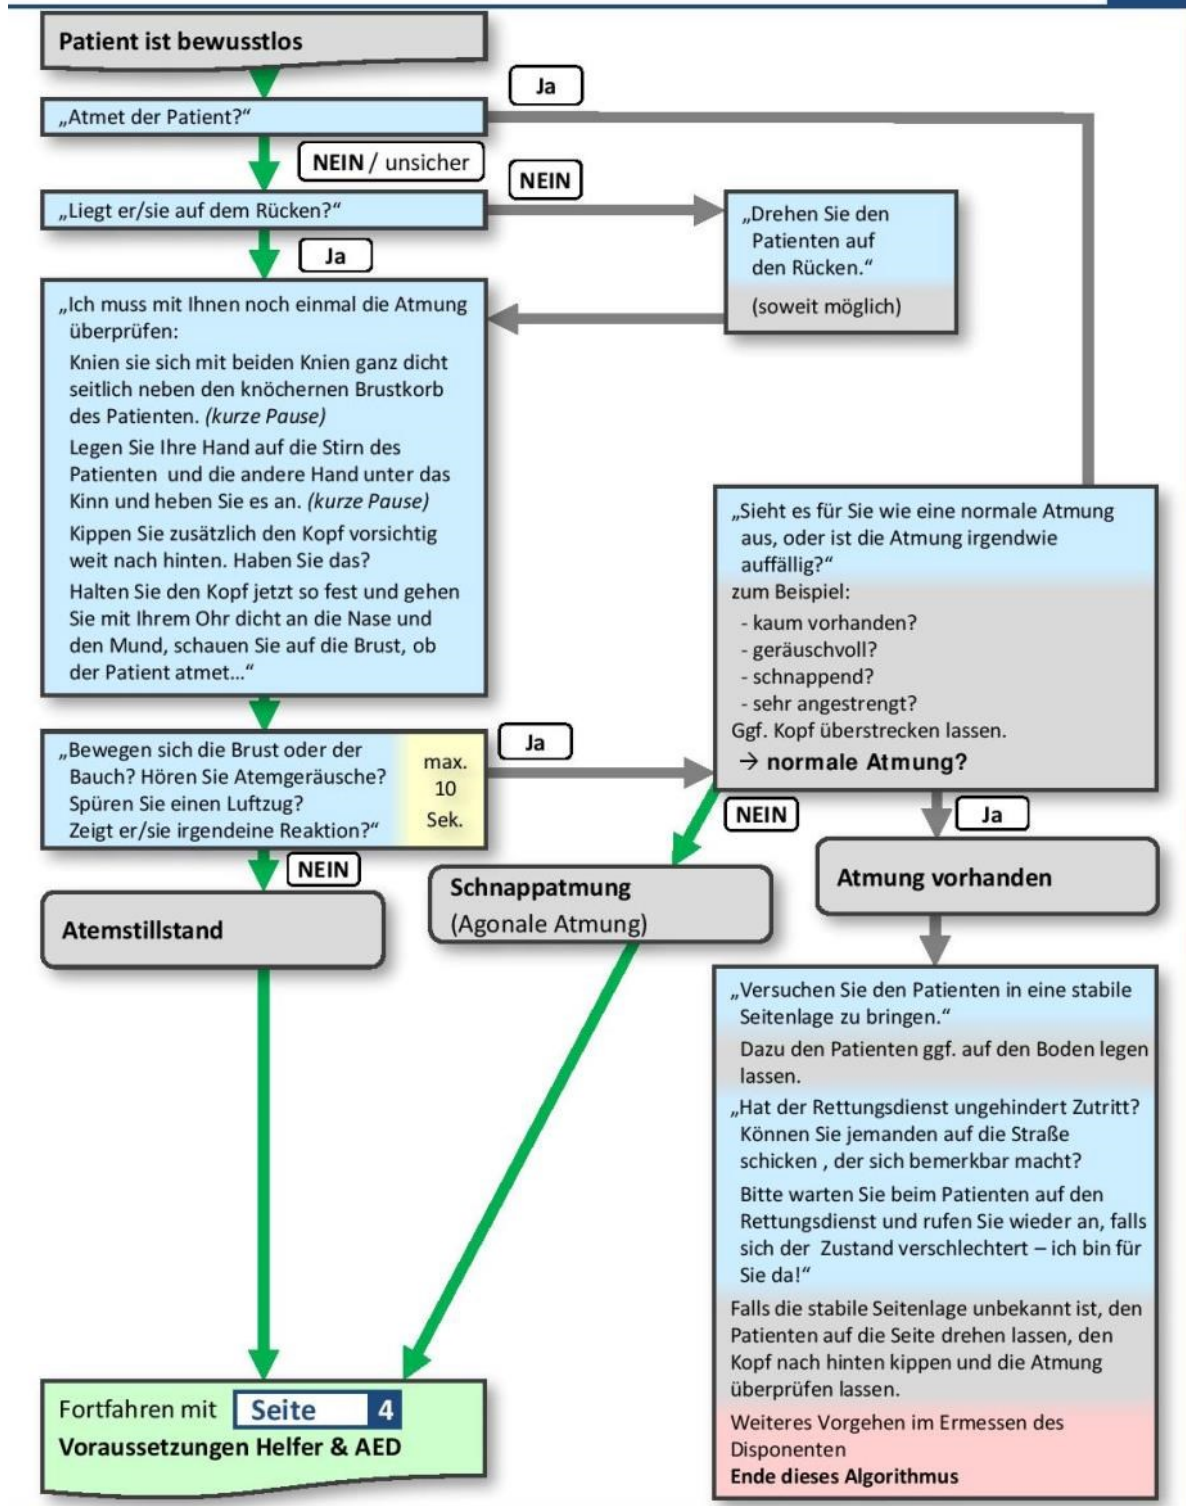 Patient ist bewusstlos
Ja
„Atmet der Patient?“
NEIN / unsicher
NEIN
„Liegt er/sie auf dem Rücken?“
Ja
„Drehen Sie den
Patienten auf
den Rücken.“
(soweit möglich)
„Ich muss mit Ihnen noch einmal die Atmung
überprüfen:
Knien sie sich mit beiden Knien ganz dicht
seitlich neben den knöchernen Brustkorb
des Patienten. (kurze Pause)
Legen Sie Ihre Hand auf die Stirn des
Patienten und die andere Hand unter das
Kinn und heben Sie es an. (kurze Pause)
Kippen Sie zusätzlich den Kopf vorsichtig
weit nach hinten. Haben Sie das?
Halten Sie den Kopf jetzt so fest und gehen
Sie mit Ihrem Ohr dicht an die Nase und
den Mund, schauen Sie auf die Brust, ob
der Patient atmet...“
„Sieht es für Sie wie eine normale Atmung
aus, oder ist die Atmung irgendwie
auffällig?“
zum Beispiel:
- kaum vorhanden?
- geräuschvoll?
- schnappend?
- sehr angestrengt?
Ggf. Kopf überstrecken lassen.
→ normale Atmung?
„Bewegen sich die Brust oder der
Bauch? Hören Sie Atemgeräusche?
Spüren Sie einen Luftzug?
Zeigt er/sie irgendeine Reaktion?“
max.
10
Sek.
Ja
NEIN
Ja
NEIN
Atemstillstand
Schnappatmung
(Agonale Atmung)
Atmung vorhanden
„Versuchen Sie den Patienten in eine stabile
Seitenlage zu bringen.“
Dazu den Patienten ggf. auf den Boden legen
lassen.
„Hat der Rettungsdienst ungehindert Zutritt?
Können Sie jemanden auf die Straße
schicken , der sich bemerkbar macht?
Bitte warten Sie beim Patienten auf den
Rettungsdienst und rufen Sie wieder an, falls
sich der Zustand verschlechtert – ich bin für
Sie da!“
Falls die stabile Seitenlage unbekannt ist, den
Patienten auf die Seite drehen lassen, den
Kopf nach hinten kippen und die Atmung
überprüfen lassen.
Weiteres Vorgehen im Ermessen des
Disponenten
Ende dieses Algorithmus
Fortfahren mit Seite 4
Voraussetzungen Helfer & AED